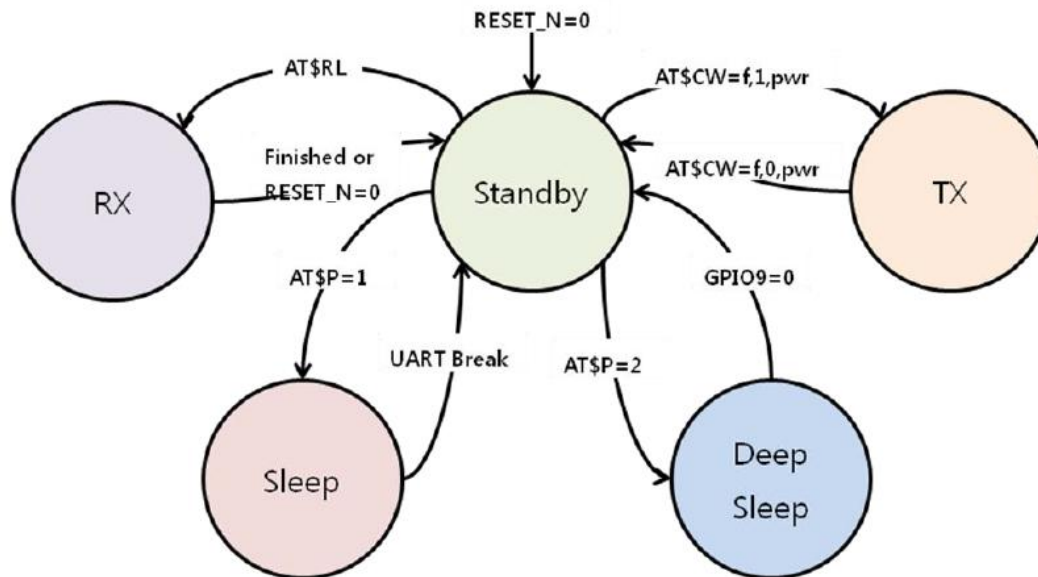 RESET_N=0
AT$RL
AT$CW=f,1,pwr
Finished or
RESET_N=0
AT$CW=f,0,pwr
RX
Standby
TX
AT$P=1
GPIO9=0
UART Break
AT$P=2
Sleep
Deep
Sleep